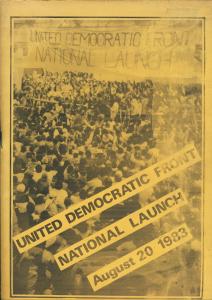 UNITED DEMOCRATIC FRONT
NATIONAL LAUNCH
UNITED DEMOCRATIC FRONT
NATIONAL LAUNCH
August 20 1983